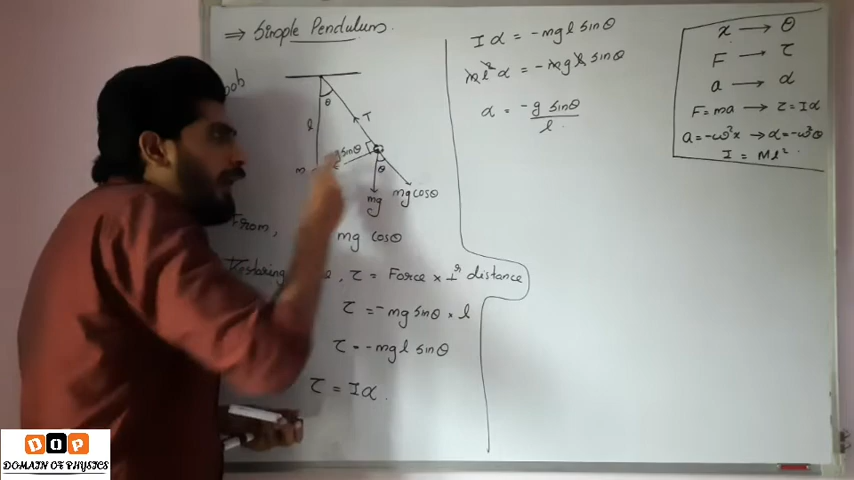 ⇒ Simple Pendulum.
θ
l
T
mg sinθ
θ
m
mg
mg cosθ
From,
mg cosθ
Restoring , τ = Force × ⊥r distance
τ = -mg sinθ × l
τ = -mgl sinθ
τ = Iα.
Iα = -mgl sinθ
ml²α = -mgl sinθ
α = -g sinθ / l.
x → θ
F → τ
a → α
F=ma → τ=Iα
a=-ω²x → α=-ω²θ
I = Ml².
DOP
DOMAIN OF PHYSICS